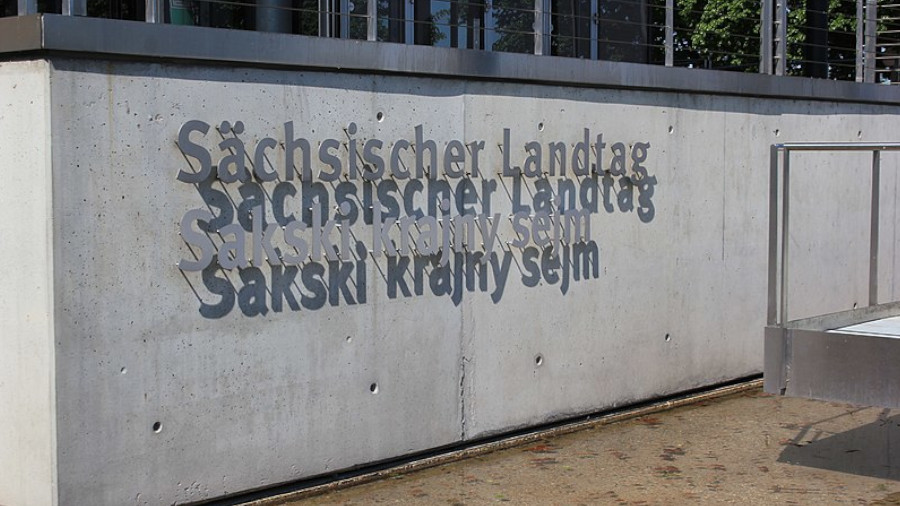 Sächsischer Landtag
Sakski krajny sejm